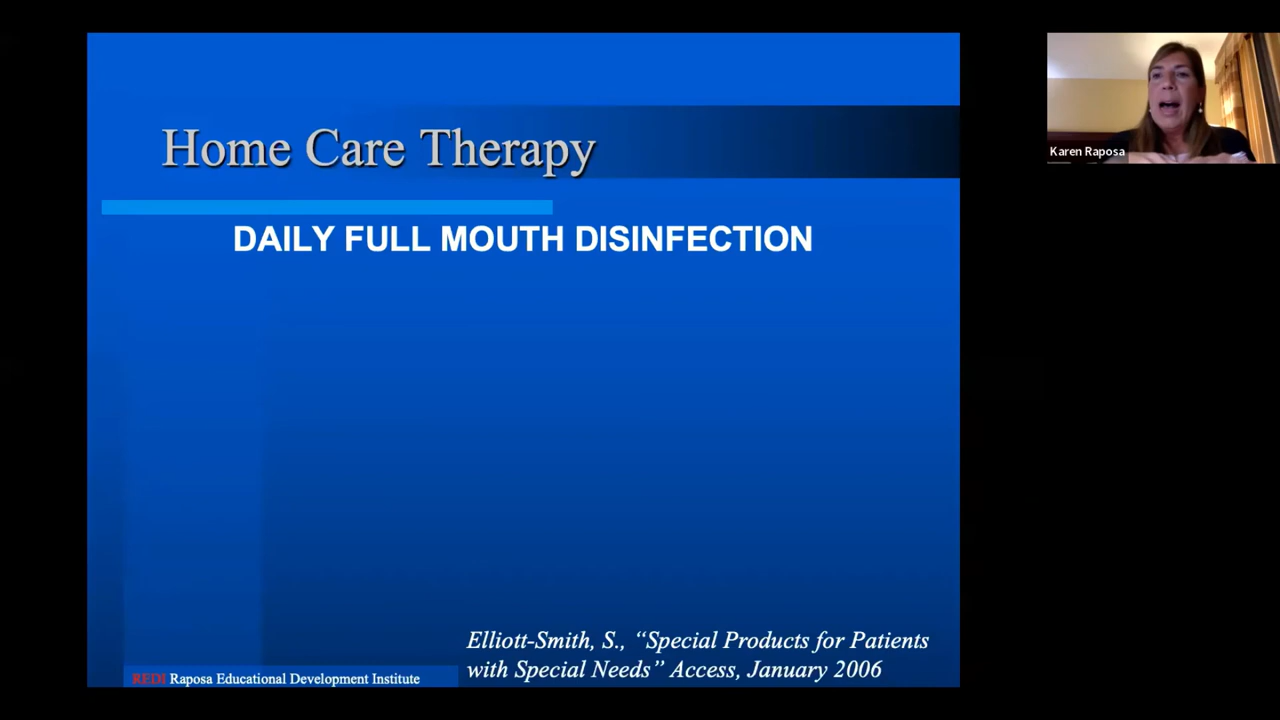 Home Care Therapy
DAILY FULL MOUTH DISINFECTION
Elliott-Smith, S., “Special Products for Patients
with Special Needs” Access, January 2006
REDI Raposa Educational Development Institute
Karen Raposa